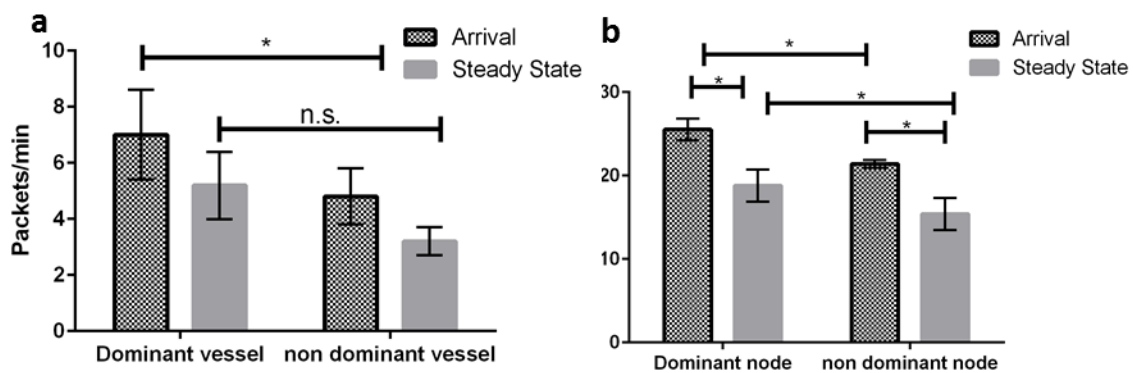 a
*
Arrival
Steady State
n.s.
Packets/min
10
8
6
4
2
0
Dominant vessel
non dominant vessel
b
*
Arrival
Steady State
*
*
*
30
20
10
0
Dominant node
non dominant node